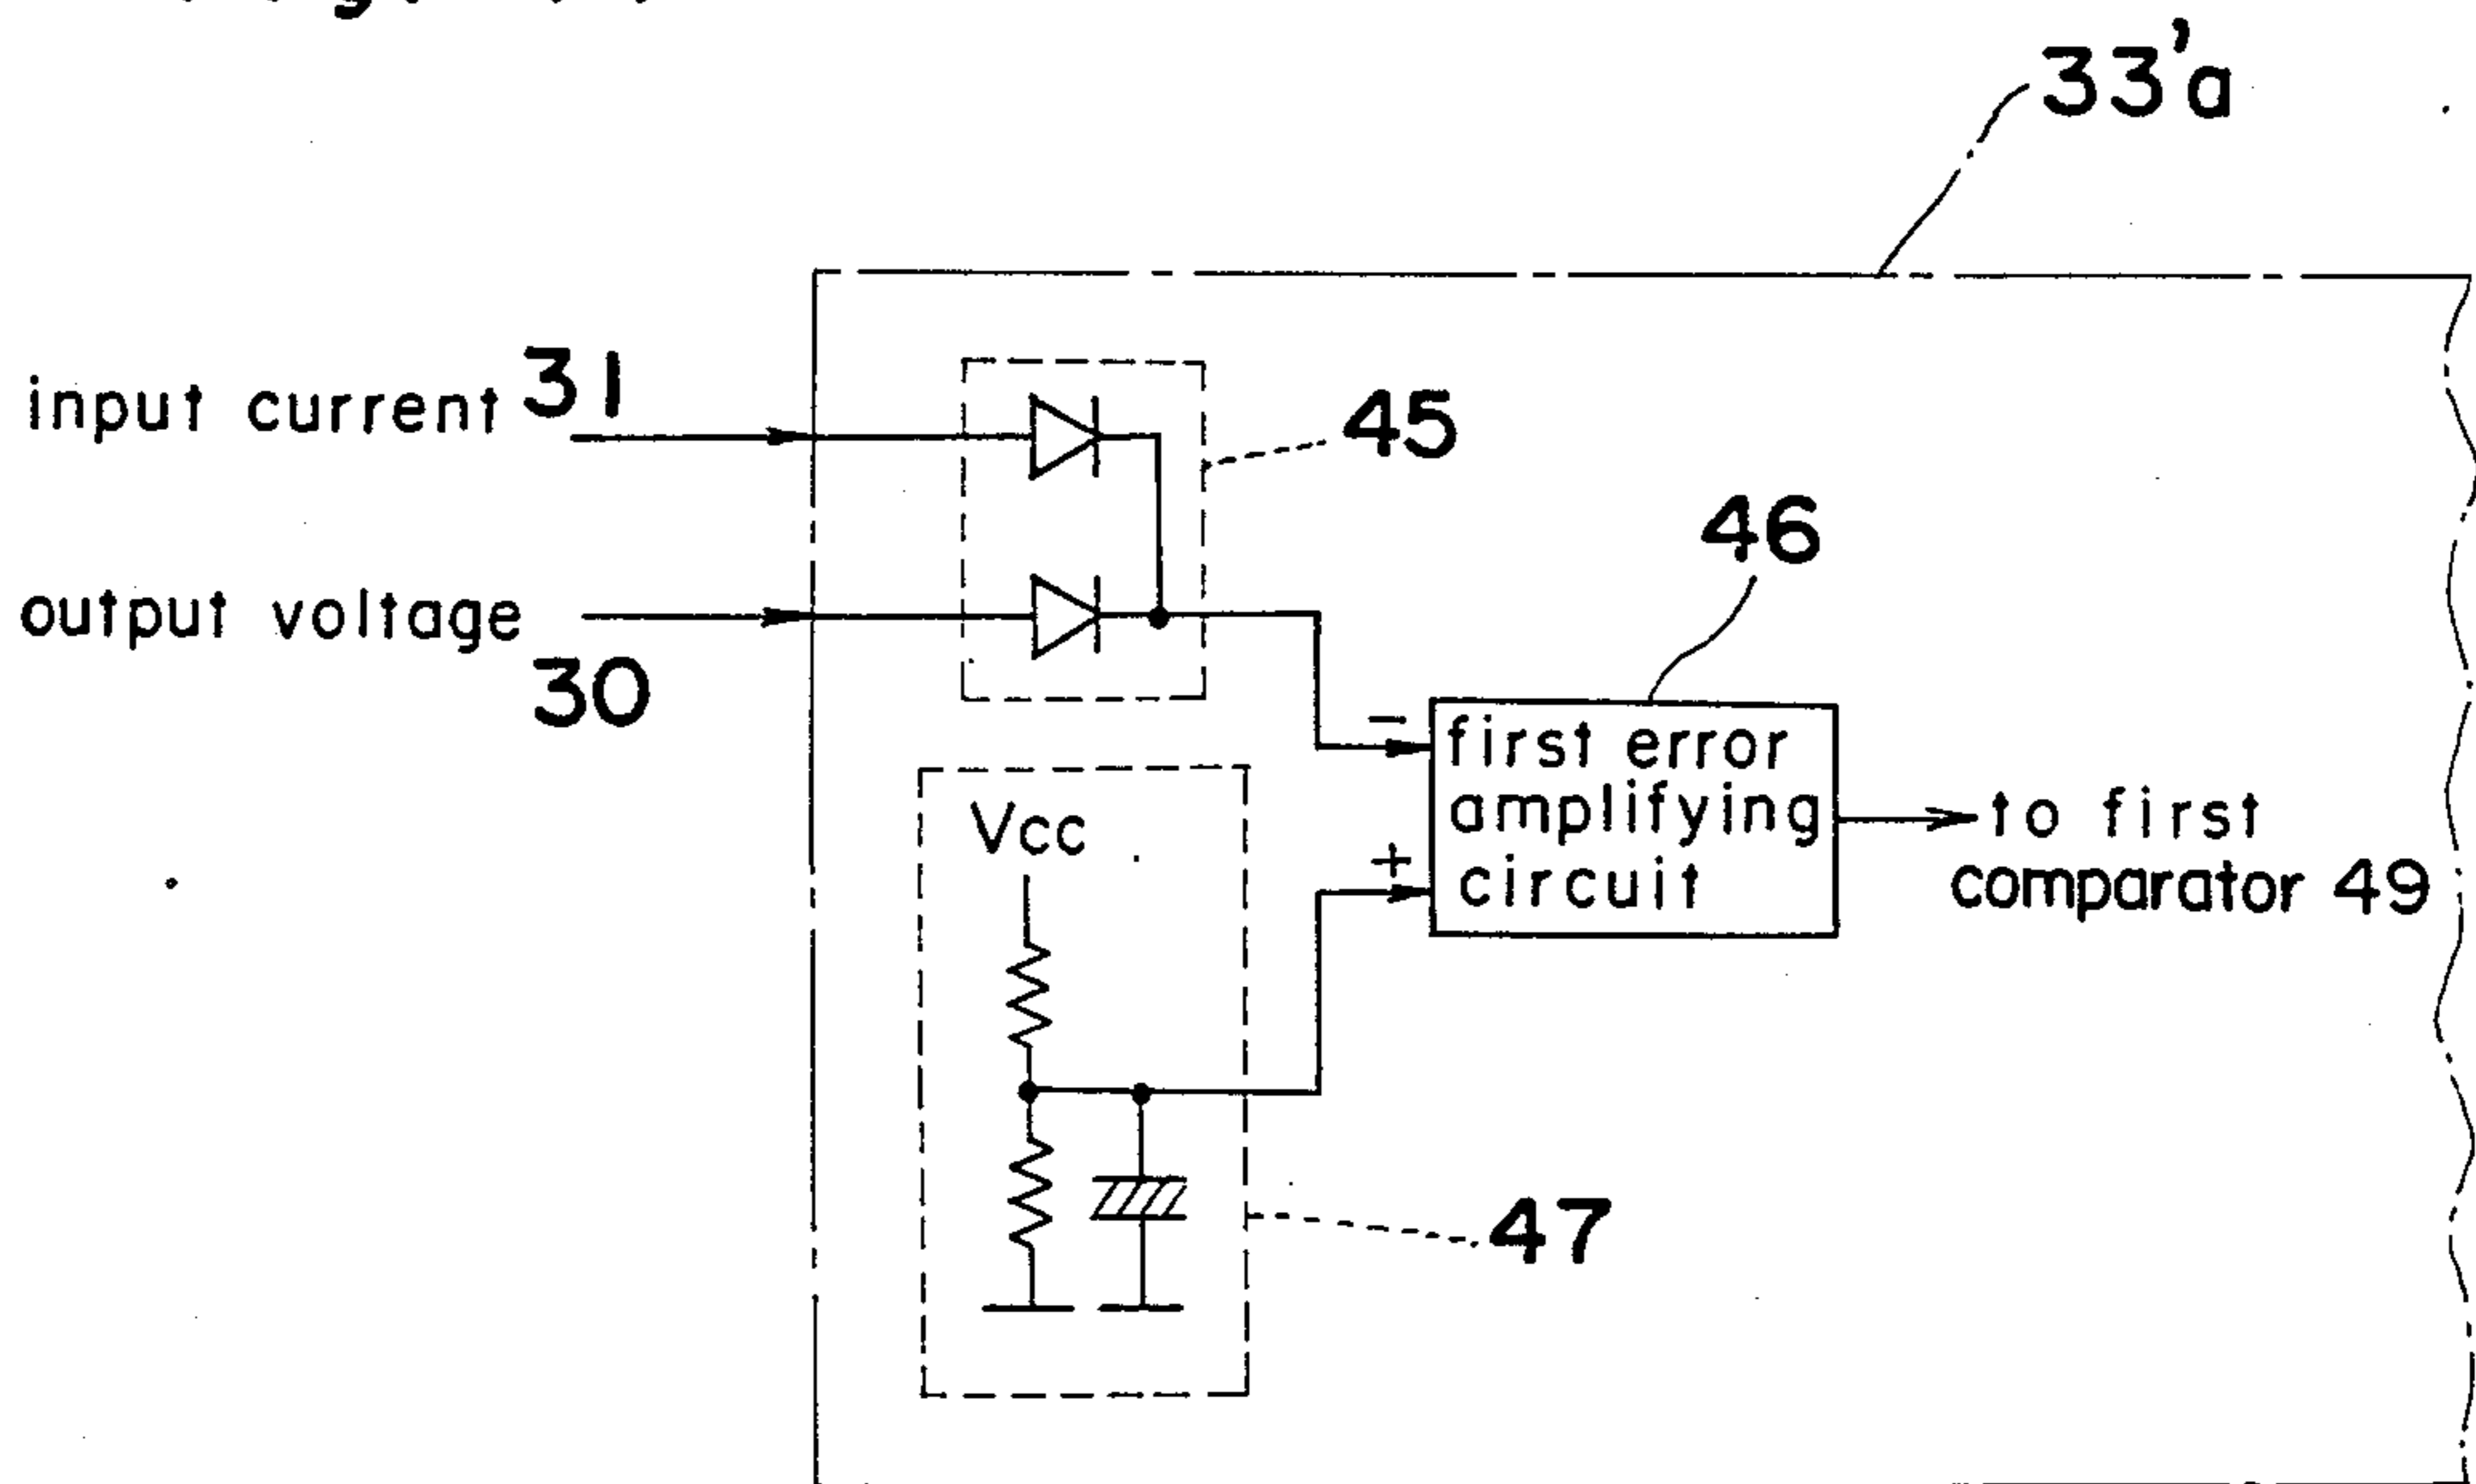 33'a
input current 31
45
output voltage
30
46
−
first error
amplifying
circuit
+
to first
comparator 49
Vcc
47